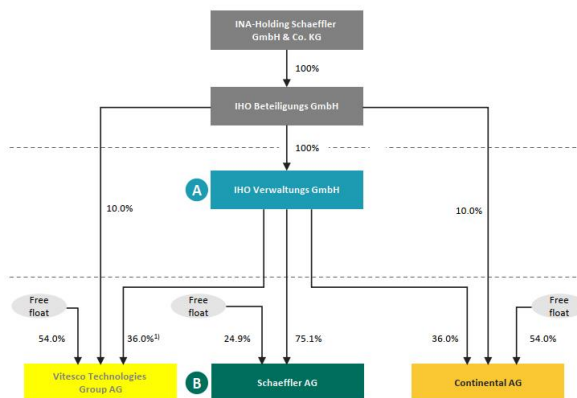 INA-Holding Schaeffler
GmbH & Co. KG
100%
IHO Beteiligungs GmbH
100%
A
IHO Verwaltungs GmbH
10.0%
10.0%
Free
float
Free
float
Free
float
54.0%
36.0%1)
24.9%
75.1%
36.0%
54.0%
Vitesco Technologies
Group AG
B
Schaeffler AG
Continental AG